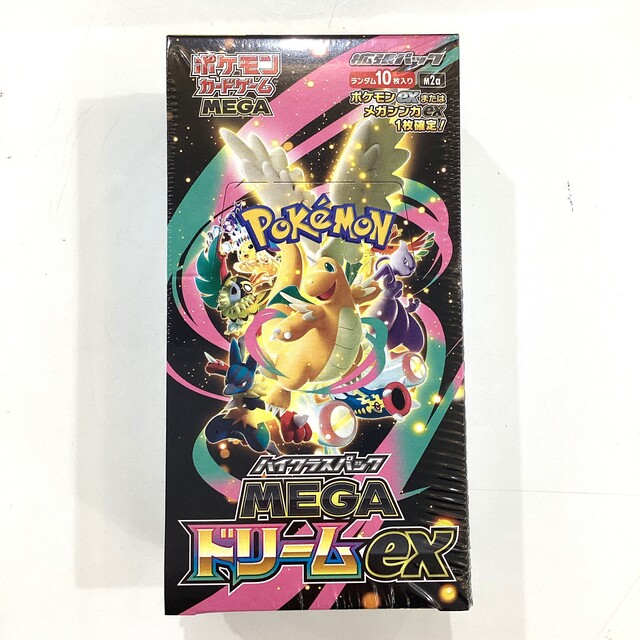 ポケモン
カードゲーム
MEGA
拡張パック
ランダム10枚入り M2a
ポケモンexまたは
メガシンカex
1枚確定!
POKéMON
ハイクラスパック
MEGA
ドリームex